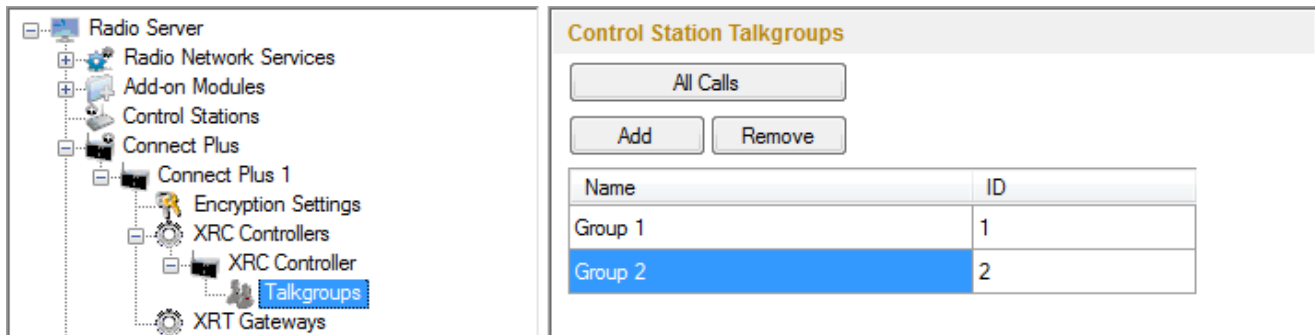 Radio Server
Radio Network Services
Add-on Modules
Control Stations
Connect Plus
Connect Plus 1
Encryption Settings
XRC Controllers
XRC Controller
Talkgroups
XRT Gateways
Control Station Talkgroups
All Calls
Add Remove
Name ID
Group 1 1
Group 2 2